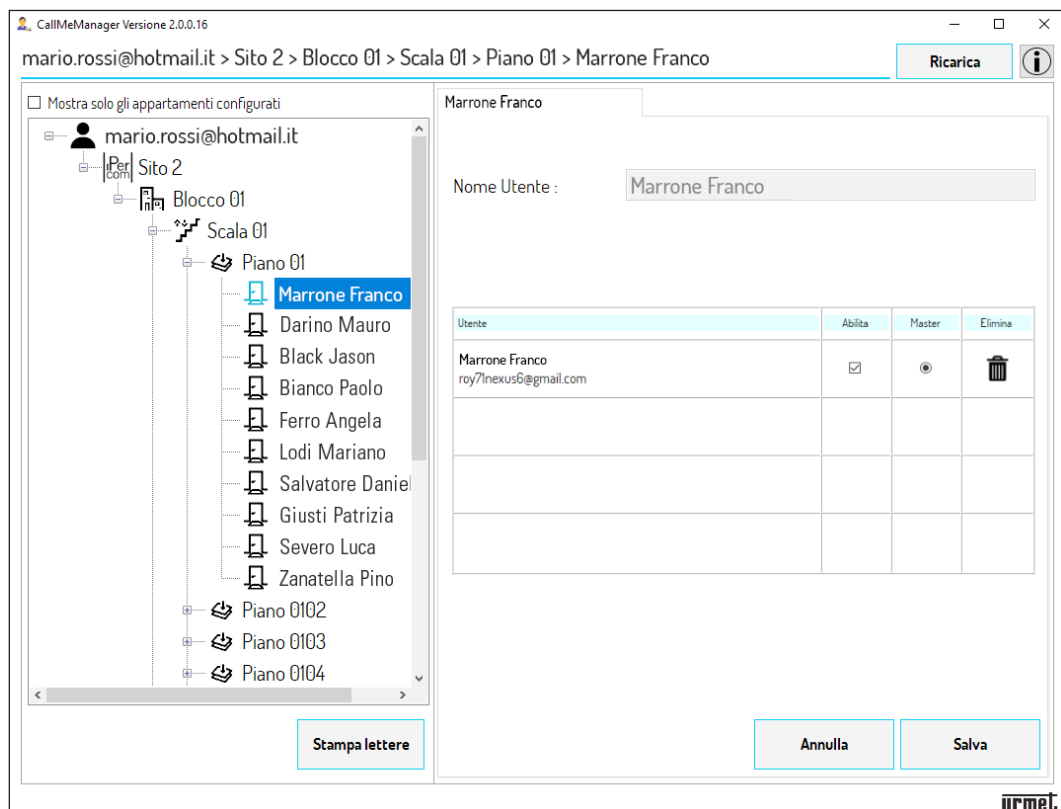 CallMeManager Versione 2.0.0.16
mario.rossi@hotmail.it > Sito 2 > Blocco 01 > Scala 01 > Piano 01 > Marrone Franco
Ricarica
Mostra solo gli appartamenti configurati
mario.rossi@hotmail.it
iPer
com
Sito 2
Blocco 01
Scala 01
Piano 01
Marrone Franco
Darino Mauro
Black Jason
Bianco Paolo
Ferro Angela
Lodi Mariano
Salvatore Daniel
Giusti Patrizia
Severo Luca
Zanatella Pino
Piano 0102
Piano 0103
Piano 0104
Stampa lettere
Marrone Franco
Nome Utente :
Marrone Franco
Utente Abilita Master Elimina
Marrone Franco
roy71nexus6@gmail.com
Annulla
Salva
urmet